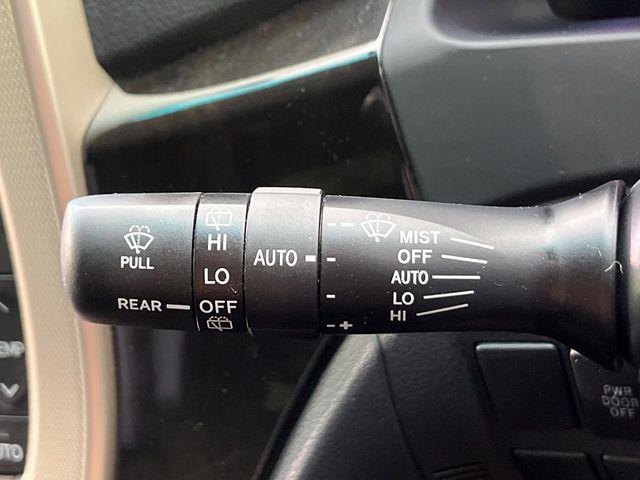 PULL
REAR
HI
LO
OFF
AUTO
- --
-
-
- +
MIST
OFF
AUTO
LO
HI
PWR
DOOR
OFF